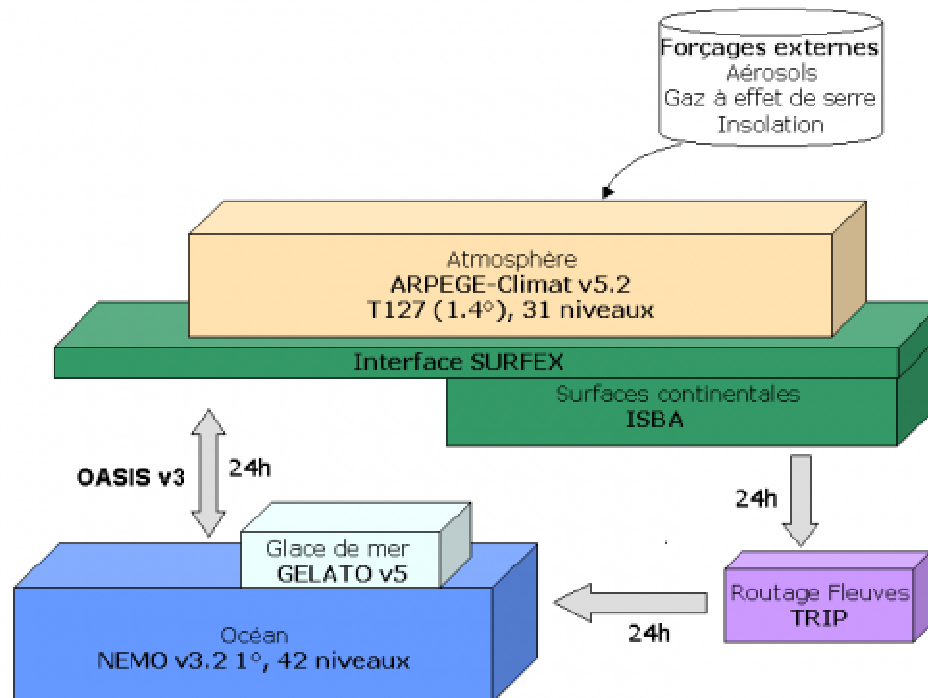 Forçages externes
Aérosols
Gaz à effet de serre
Insolation
Atmosphère
ARPEGE-Climat v5.2
T127 (1.4°), 31 niveaux
Interface SURFEX
Surfaces continentales
ISBA
OASIS v3
24h
24h
Glace de mer
GELATO v5
Routage Fleuves
TRIP
24h
Océan
NEMO v3.2 1°, 42 niveaux